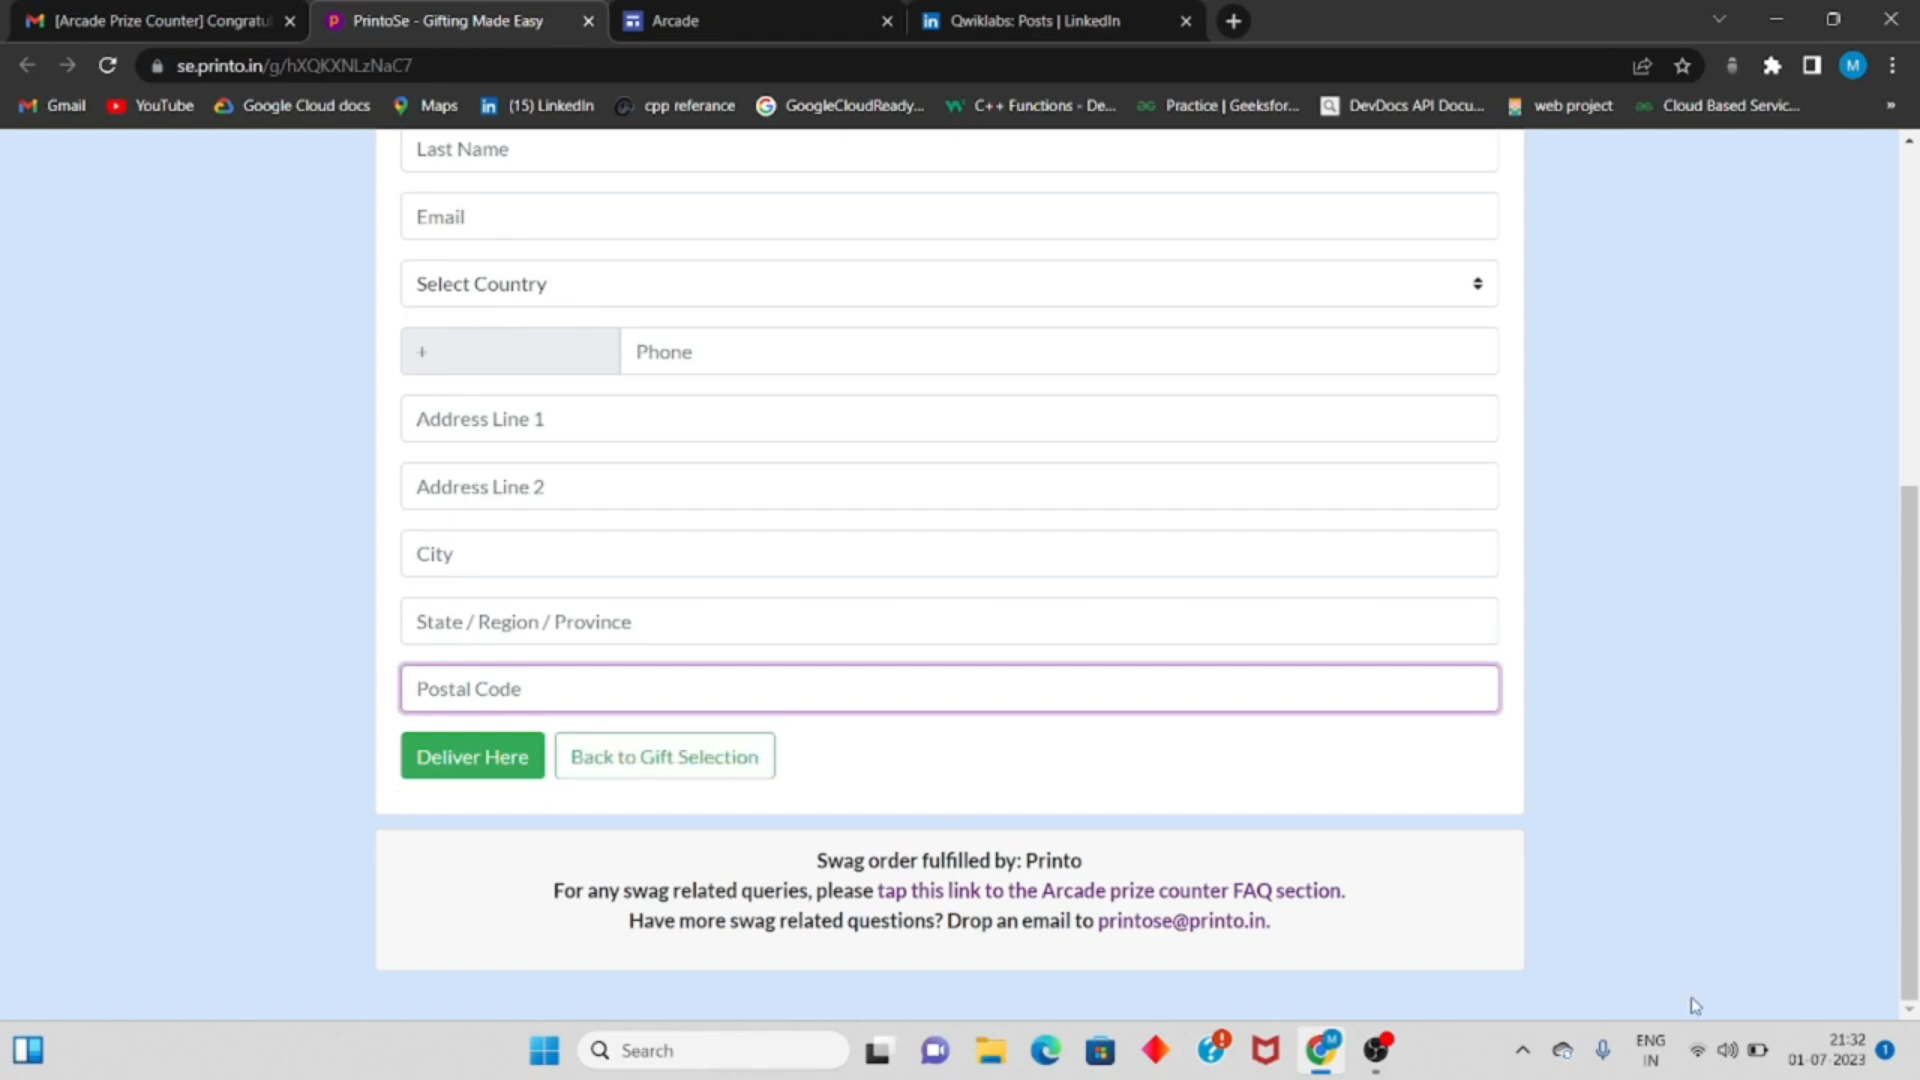 [Arcade Prize Counter] Congratul
PrintoSe - Gifting Made Easy
Arcade
Qwiklabs: Posts | LinkedIn
se.printo.in/g/hXQKXNLzNaC7
M
Gmail
YouTube
Google Cloud docs
Maps
(15) LinkedIn
cpp referance
GoogleCloudReady...
C++ Functions - De...
Practice | Geeksfor...
DevDocs API Docu...
web project
Cloud Based Servic...
»
Last Name
Email
Select Country
+
Phone
Address Line 1
Address Line 2
City
State / Region / Province
Postal Code
Deliver Here
Back to Gift Selection
Swag order fulfilled by: Printo
For any swag related queries, please tap this link to the Arcade prize counter FAQ section.
Have more swag related questions? Drop an email to printose@printo.in.
Search
ENG
IN
21:32
01-07-2023
1